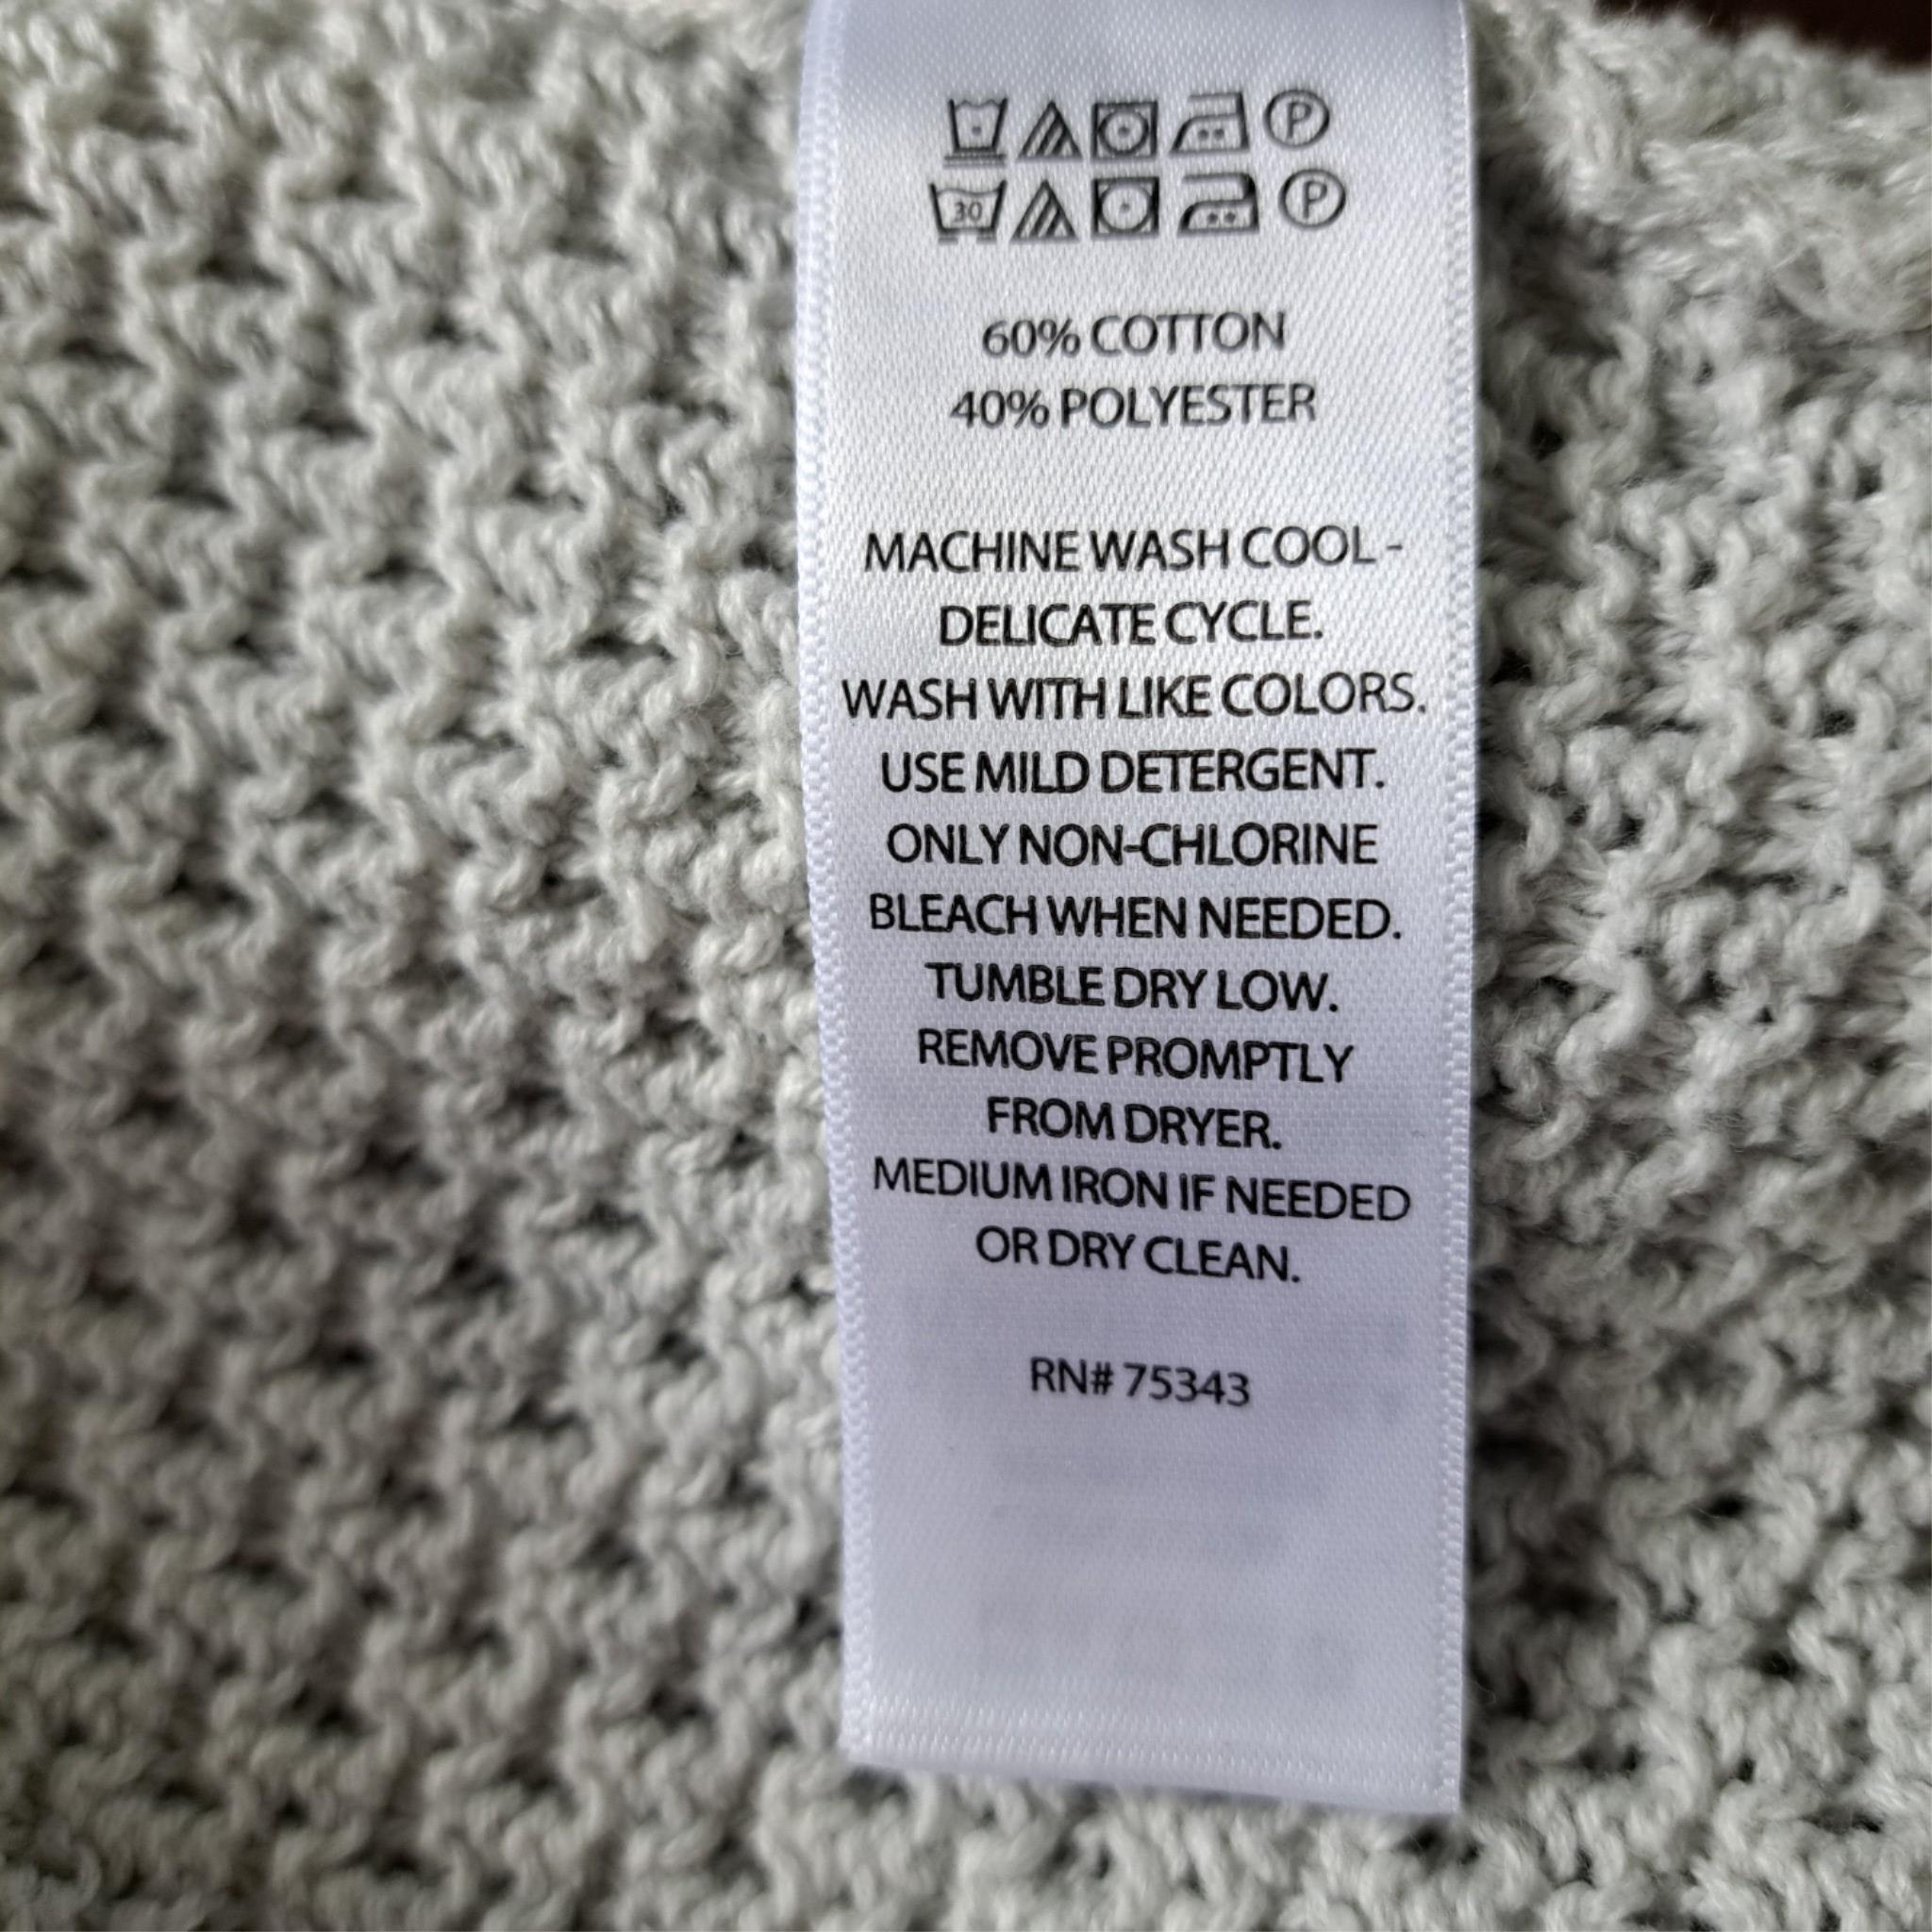 P
30 P
60% COTTON
40% POLYESTER
MACHINE WASH COOL -
DELICATE CYCLE.
WASH WITH LIKE COLORS.
USE MILD DETERGENT.
ONLY NON-CHLORINE
BLEACH WHEN NEEDED.
TUMBLE DRY LOW.
REMOVE PROMPTLY
FROM DRYER.
MEDIUM IRON IF NEEDED
OR DRY CLEAN.
RN# 75343